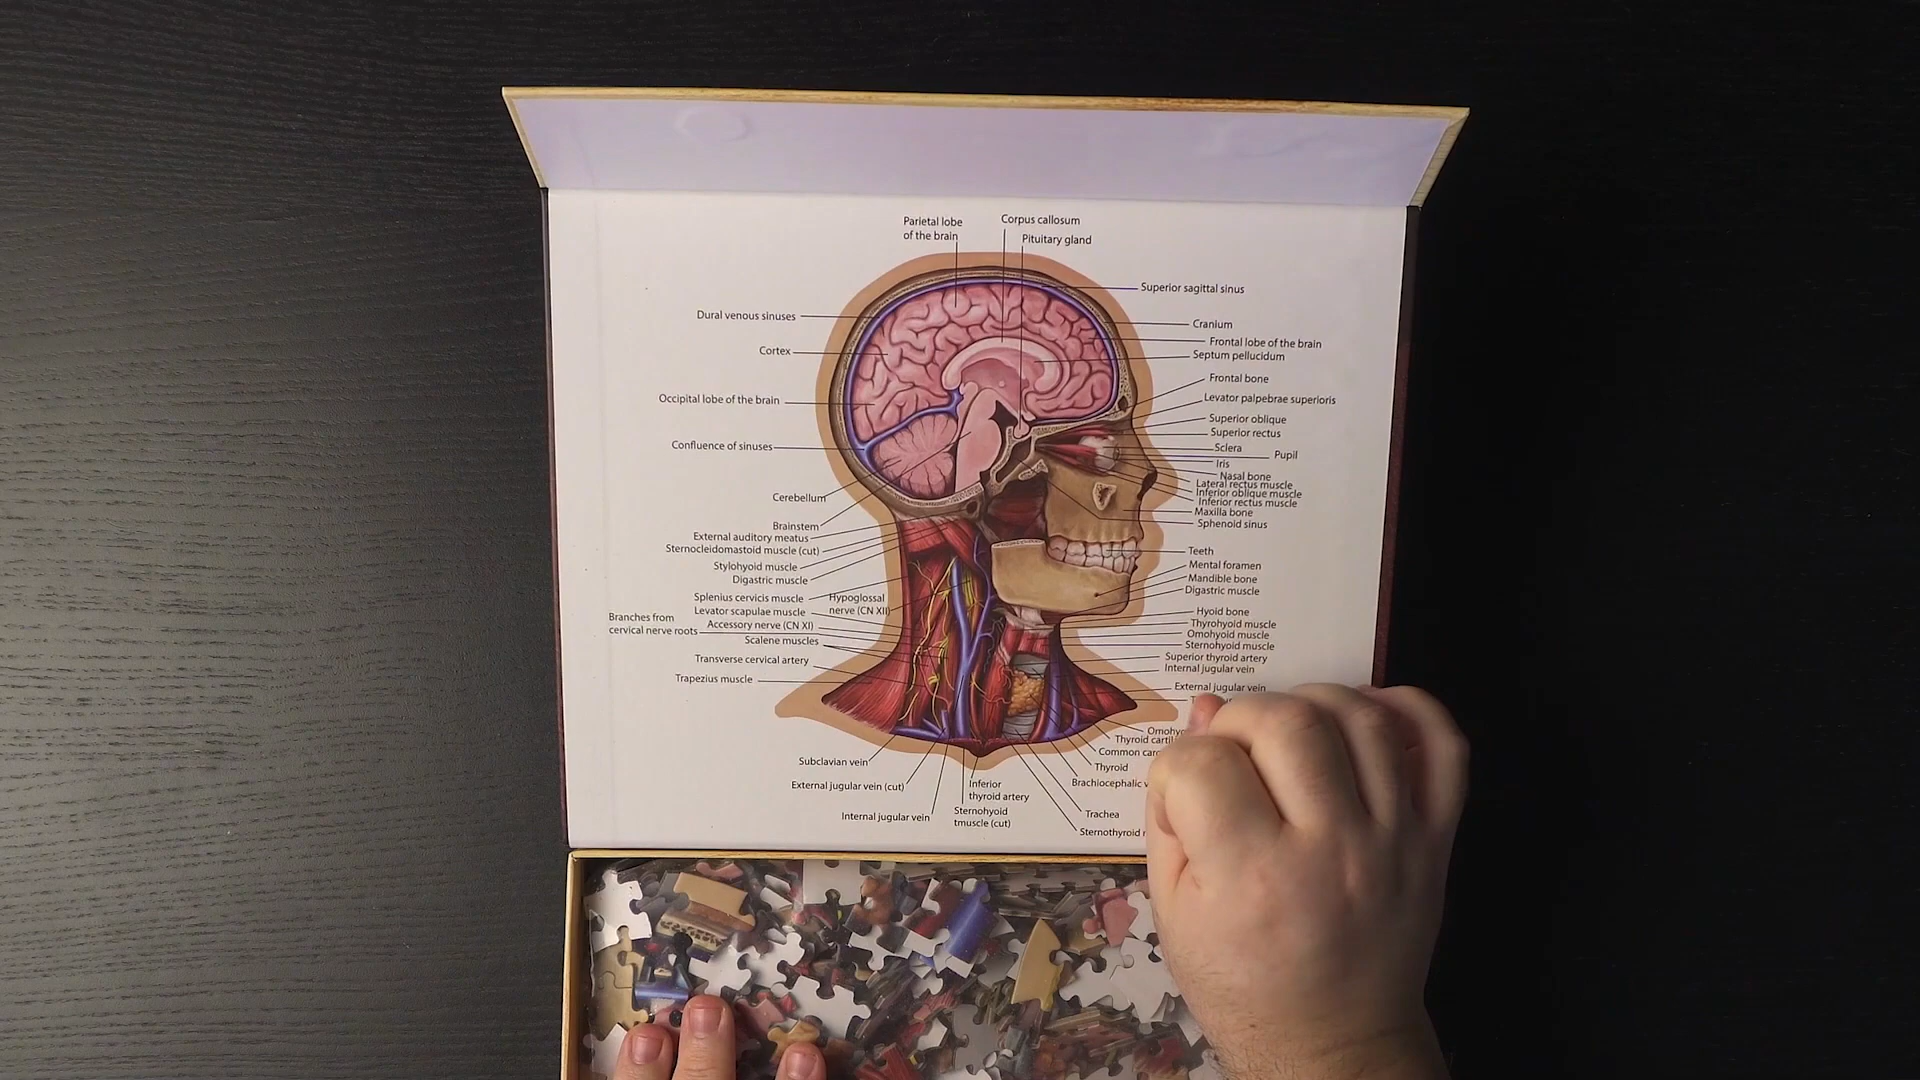 Parietal lobe
of the brain
Corpus callosum
Pituitary gland
Superior sagittal sinus
Dural venous sinuses
Cranium
Frontal lobe of the brain
Cortex
Septum pellucidum
Frontal bone
Occipital lobe of the brain
Levator palpebrae superioris
Superior oblique
Superior rectus
Confluence of sinuses
Sclera
Pupil
Iris
Nasal bone
Lateral rectus muscle
Inferior oblique muscle
Inferior rectus muscle
Cerebellum
Maxilla bone
Sphenoid sinus
Brainstem
External auditory meatus
Sternocleidomastoid muscle (cut)
Teeth
Stylohyoid muscle
Mental foramen
Digastric muscle
Mandible bone
Digastric muscle
Splenius cervicis muscle
Hypoglossal
nerve (CN XII)
Levator scapulae muscle
Hyoid bone
Branches from
cervical nerve roots
Accessory nerve (CN XI)
Thyrohyoid muscle
Omohyoid muscle
Scalene muscles
Sternohyoid muscle
Transverse cervical artery
Superior thyroid artery
Internal jugular vein
Trapezius muscle
External jugular vein
Omohyo
Thyroid cartil
Common caro
Subclavian vein
Thyroid
External jugular vein (cut)
Inferior
thyroid artery
Brachiocephalic v
Internal jugular vein
Sternohyoid
tmuscle (cut)
Trachea
Sternothyroid